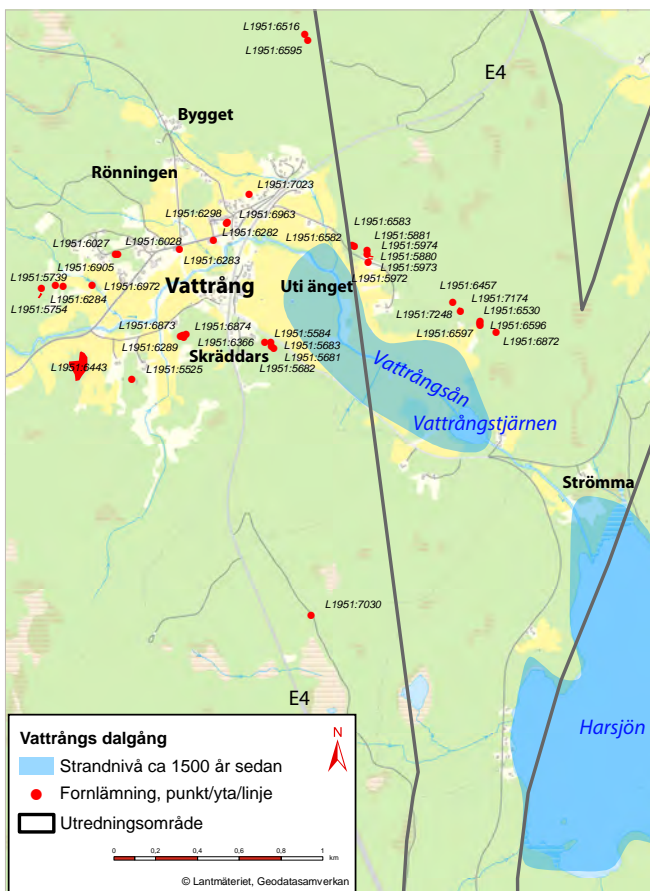 L1951:6516
L1951:6595
E4
Bygget
Rönningen
L1951:7023
L1951:6298
L1951:6963
L1951:6583
L1951:6282
L1951:5881
L1951:6582
L1951:6027
L1951:6028
L1951:5974
L1951:5880
L1951:6283
L1951:5973
L1951:5739
L1951:6905
L1951:5972
L1951:6972
Vattrång
Uti änget
L1951:6457
L1951:6284
L1951:7174
L1951:5754
L1951:7248
L1951:6530
L1951:6873
L1951:6874
L1951:5584
L1951:6596
L1951:6597
L1951:6289
L1951:6366
L1951:5683
L1951:6872
Skräddars
L1951:5681
L1951:6443
L1951:5682
L1951:5525
Vattrångsån
Vattrångstjärnen
Strömma
L1951:7030
E4
Harsjön
Vattrångs dalgång
N
Strandnivå ca 1500 år sedan
Fornlämning, punkt/yta/linje
Utredningsområde
0 0,2 0,4 0,6 0,8 1
km
© Lantmäteriet, Geodatasamverkan